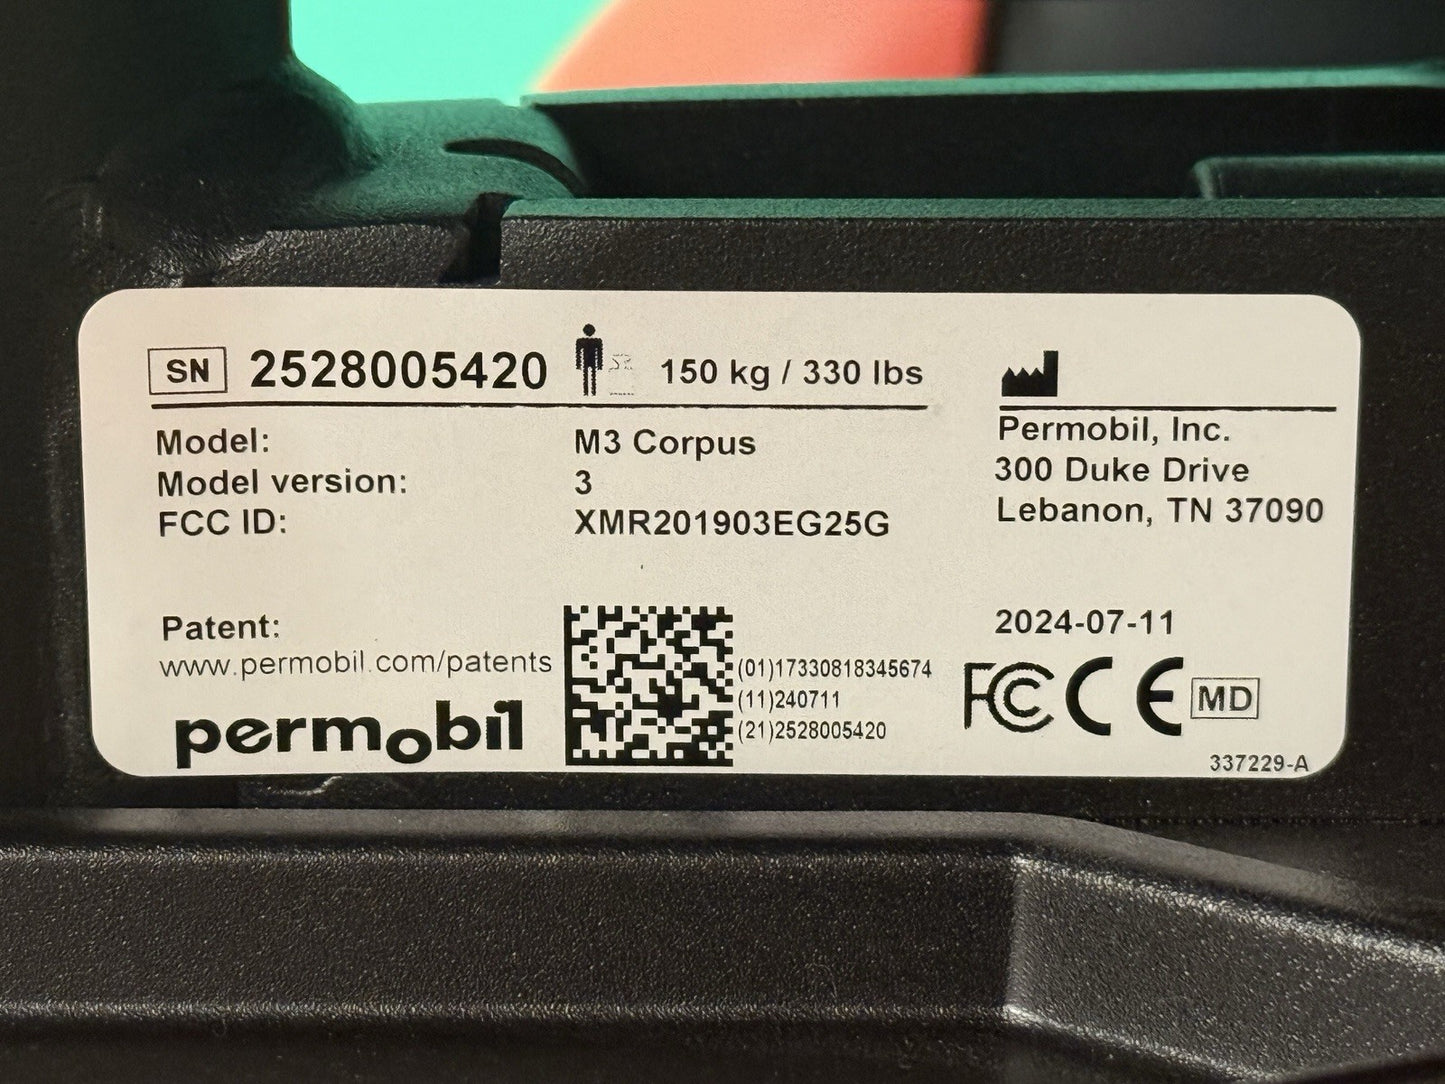 SN 2528005420 150 kg / 330 lbs
Model: M3 Corpus
Model version: 3
FCC ID: XMR201903EG25G
Permobil, Inc.
300 Duke Drive
Lebanon, TN 37090
Patent:
www.permobil.com/patents
permobil
(01)17330818345674
(11)240711
(21)2528005420
2024-07-11
FC CE MD
337229-A